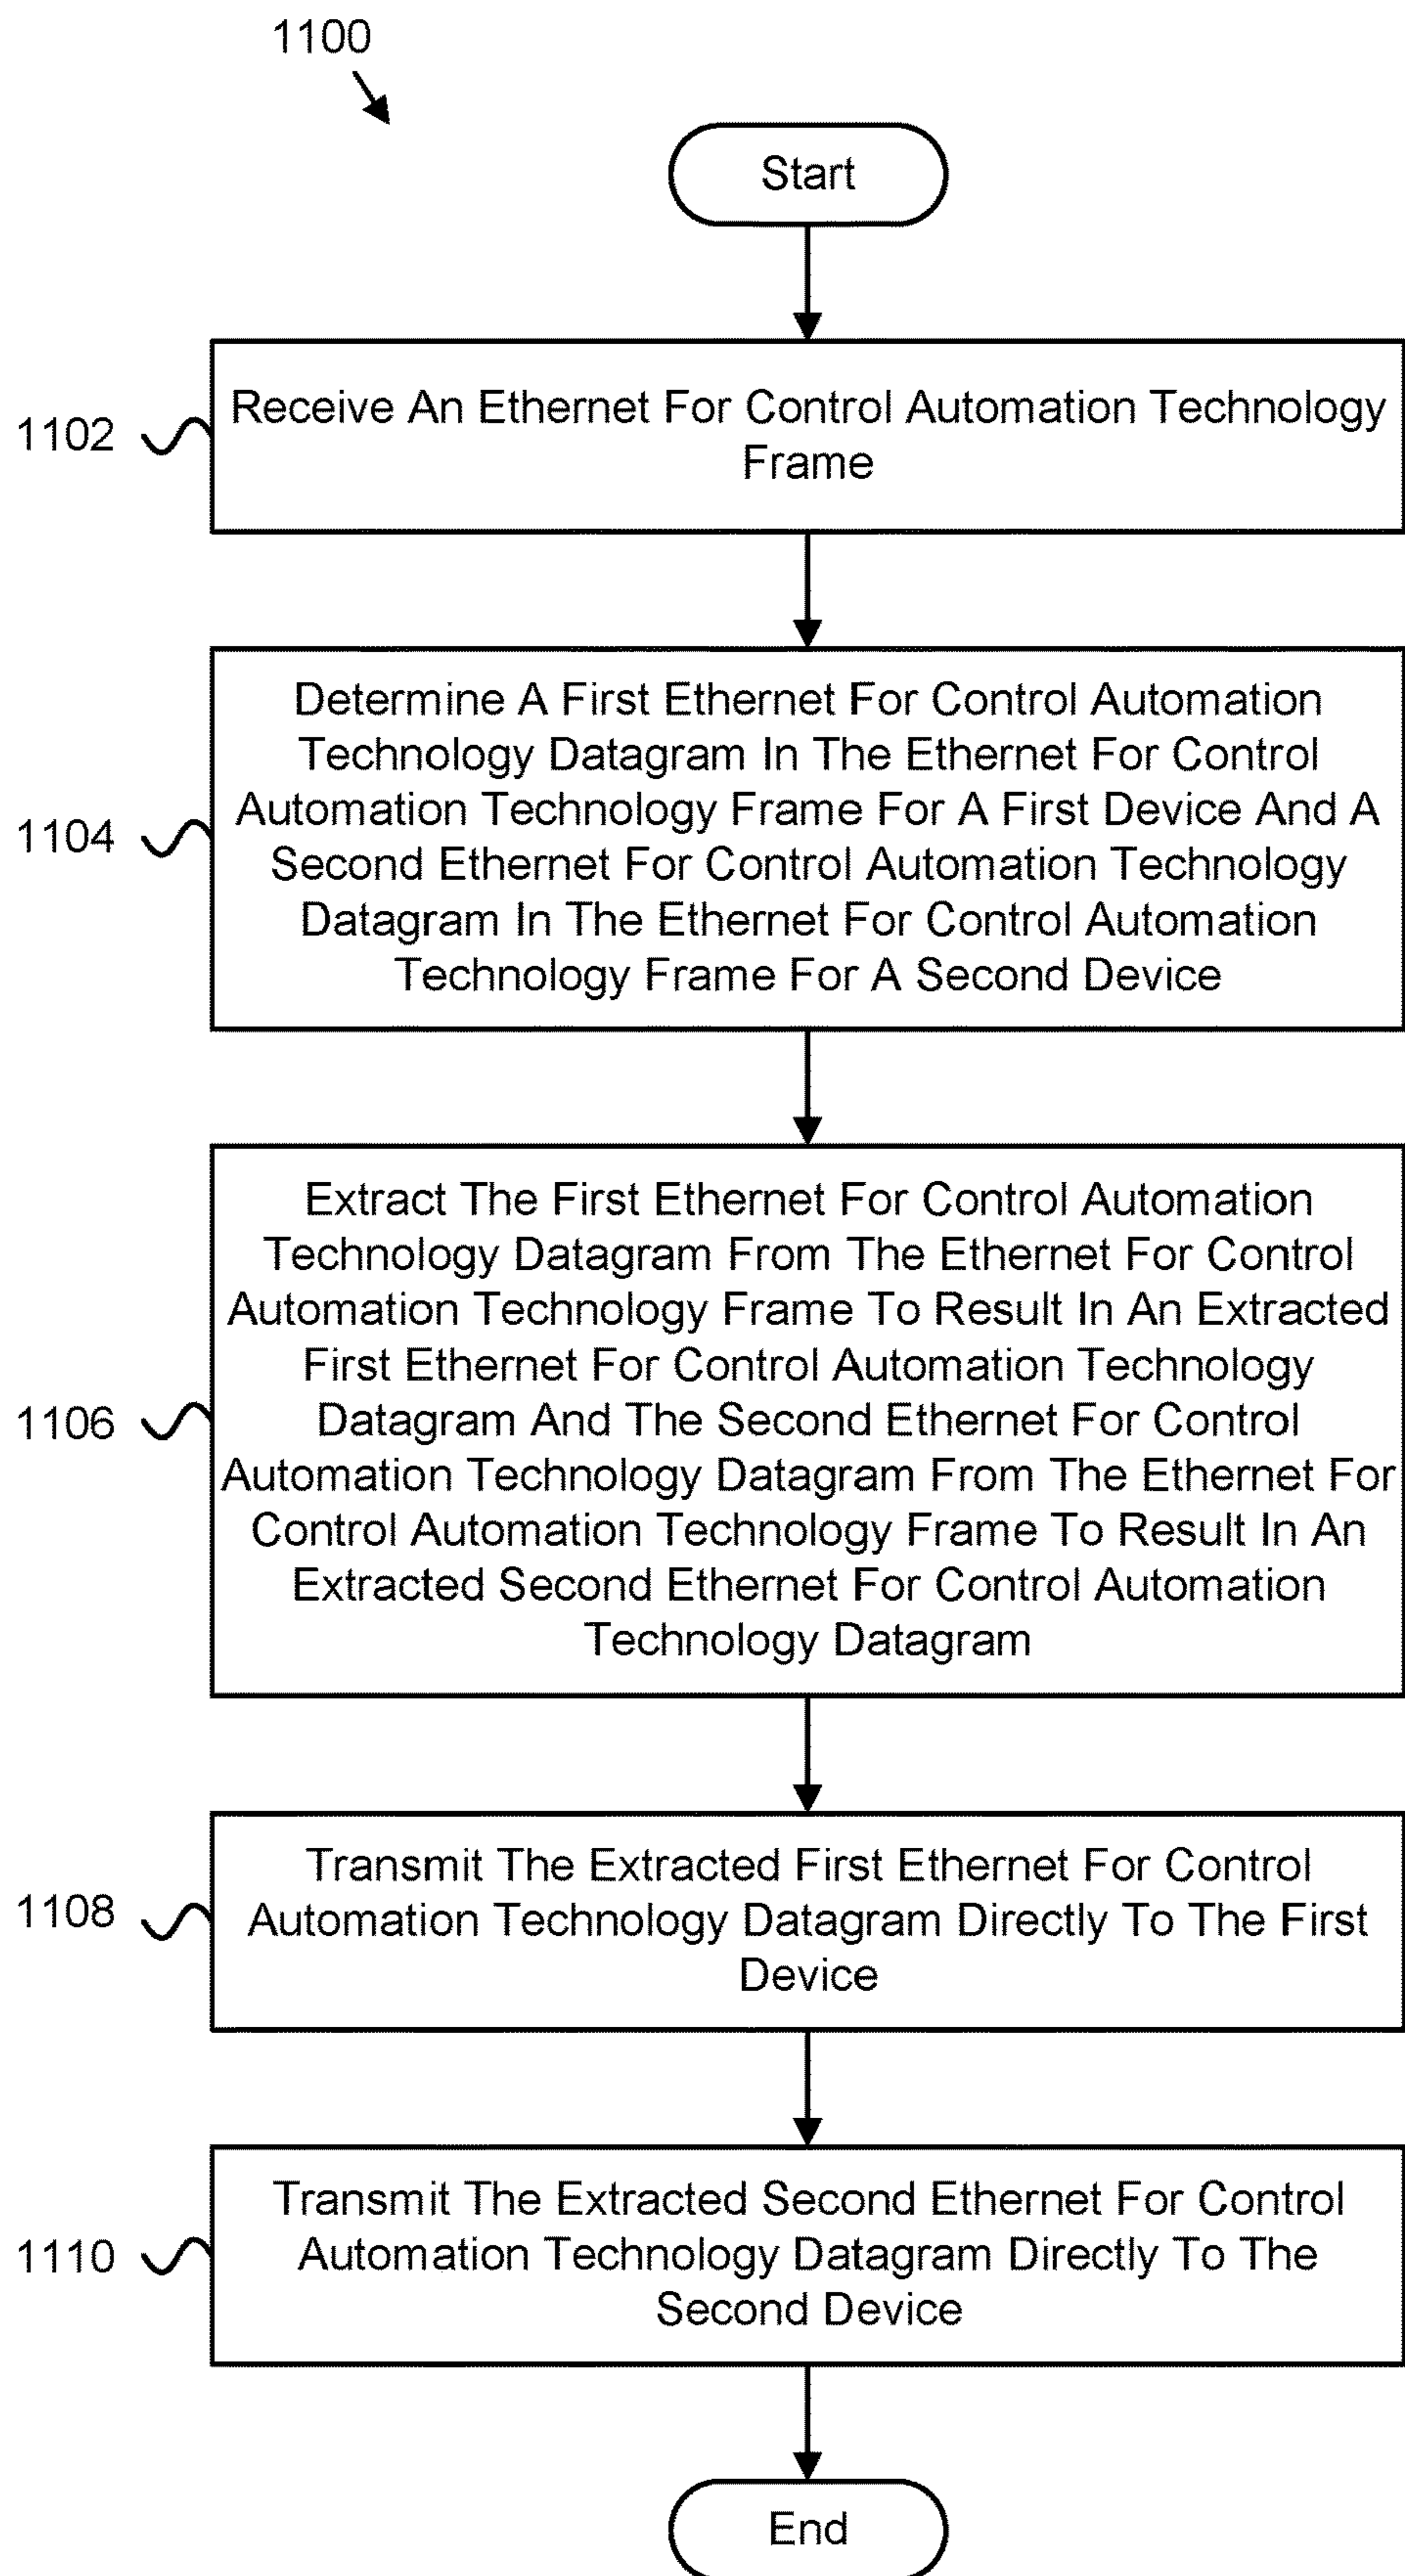 1100
Start
1102
Receive An Ethernet For Control Automation Technology
Frame
1104
Determine A First Ethernet For Control Automation
Technology Datagram In The Ethernet For Control
Automation Technology Frame For A First Device And A
Second Ethernet For Control Automation Technology
Datagram In The Ethernet For Control Automation
Technology Frame For A Second Device
1106
Extract The First Ethernet For Control Automation
Technology Datagram From The Ethernet For Control
Automation Technology Frame To Result In An Extracted
First Ethernet For Control Automation Technology
Datagram And The Second Ethernet For Control
Automation Technology Datagram From The Ethernet For
Control Automation Technology Frame To Result In An
Extracted Second Ethernet For Control Automation
Technology Datagram
1108
Transmit The Extracted First Ethernet For Control
Automation Technology Datagram Directly To The First
Device
1110
Transmit The Extracted Second Ethernet For Control
Automation Technology Datagram Directly To The
Second Device
End